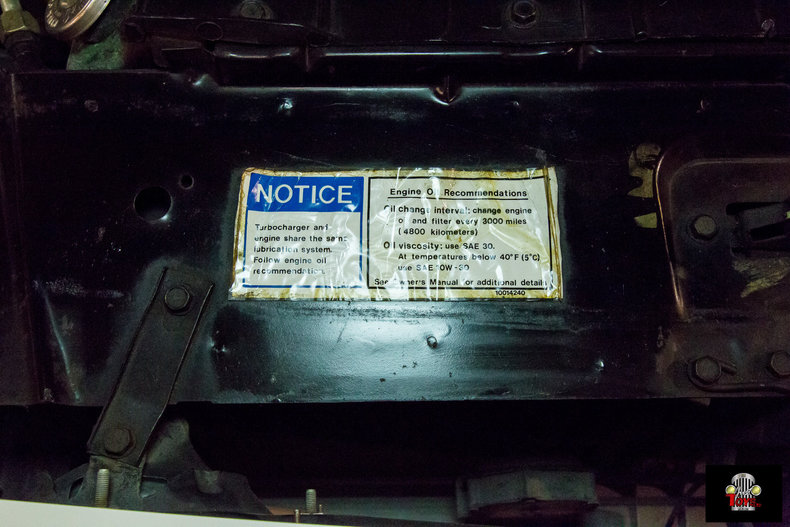 NOTICE
Turbocharger and
engine share the same
lubrication system.
Follow engine oil
recommendation.
Engine Oil Recommendations
Oil change interval: change engine
oil and filter every 3000 miles
(4800 kilometers)
Oil viscosity: use SAE 30.
At temperatures below 40°F (5°C)
use SAE 10W-30
See Owner's Manual for additional details
10014240